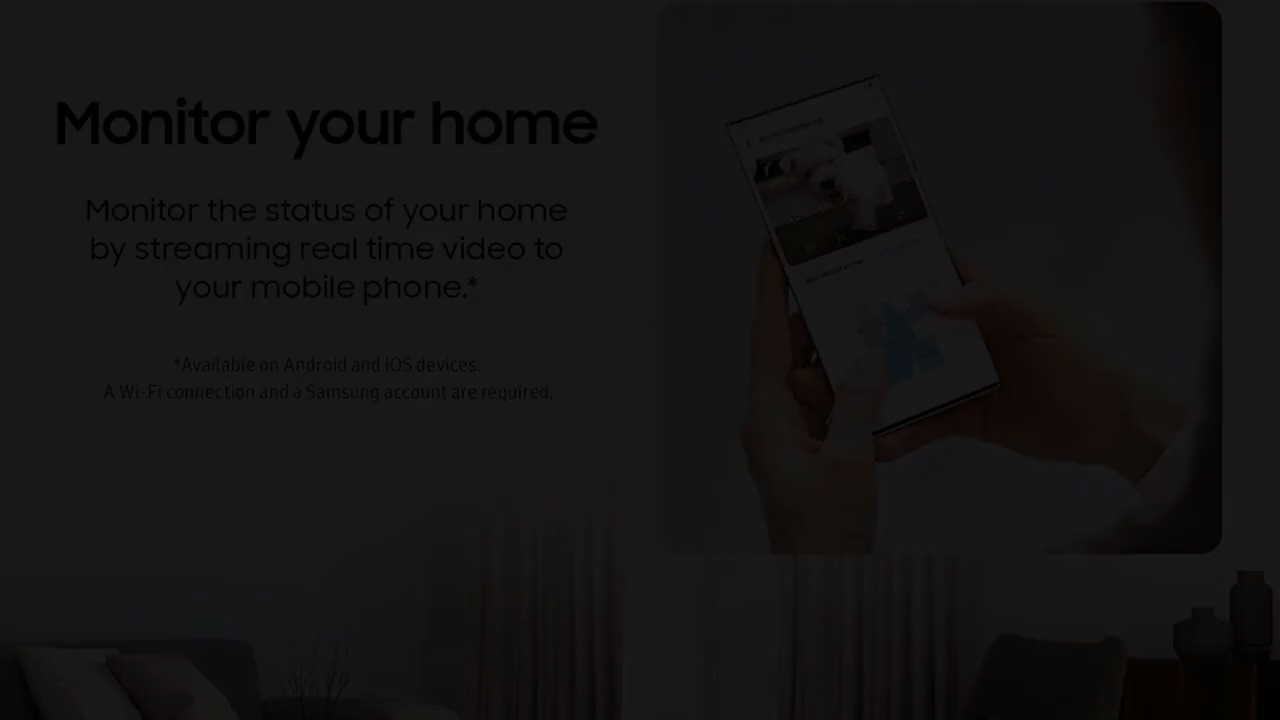 Monitor your home
Monitor the status of your home
by streaming real time video to
your mobile phone.*
*Available on Android and iOS devices.
A Wi-Fi connection and a Samsung account are required.